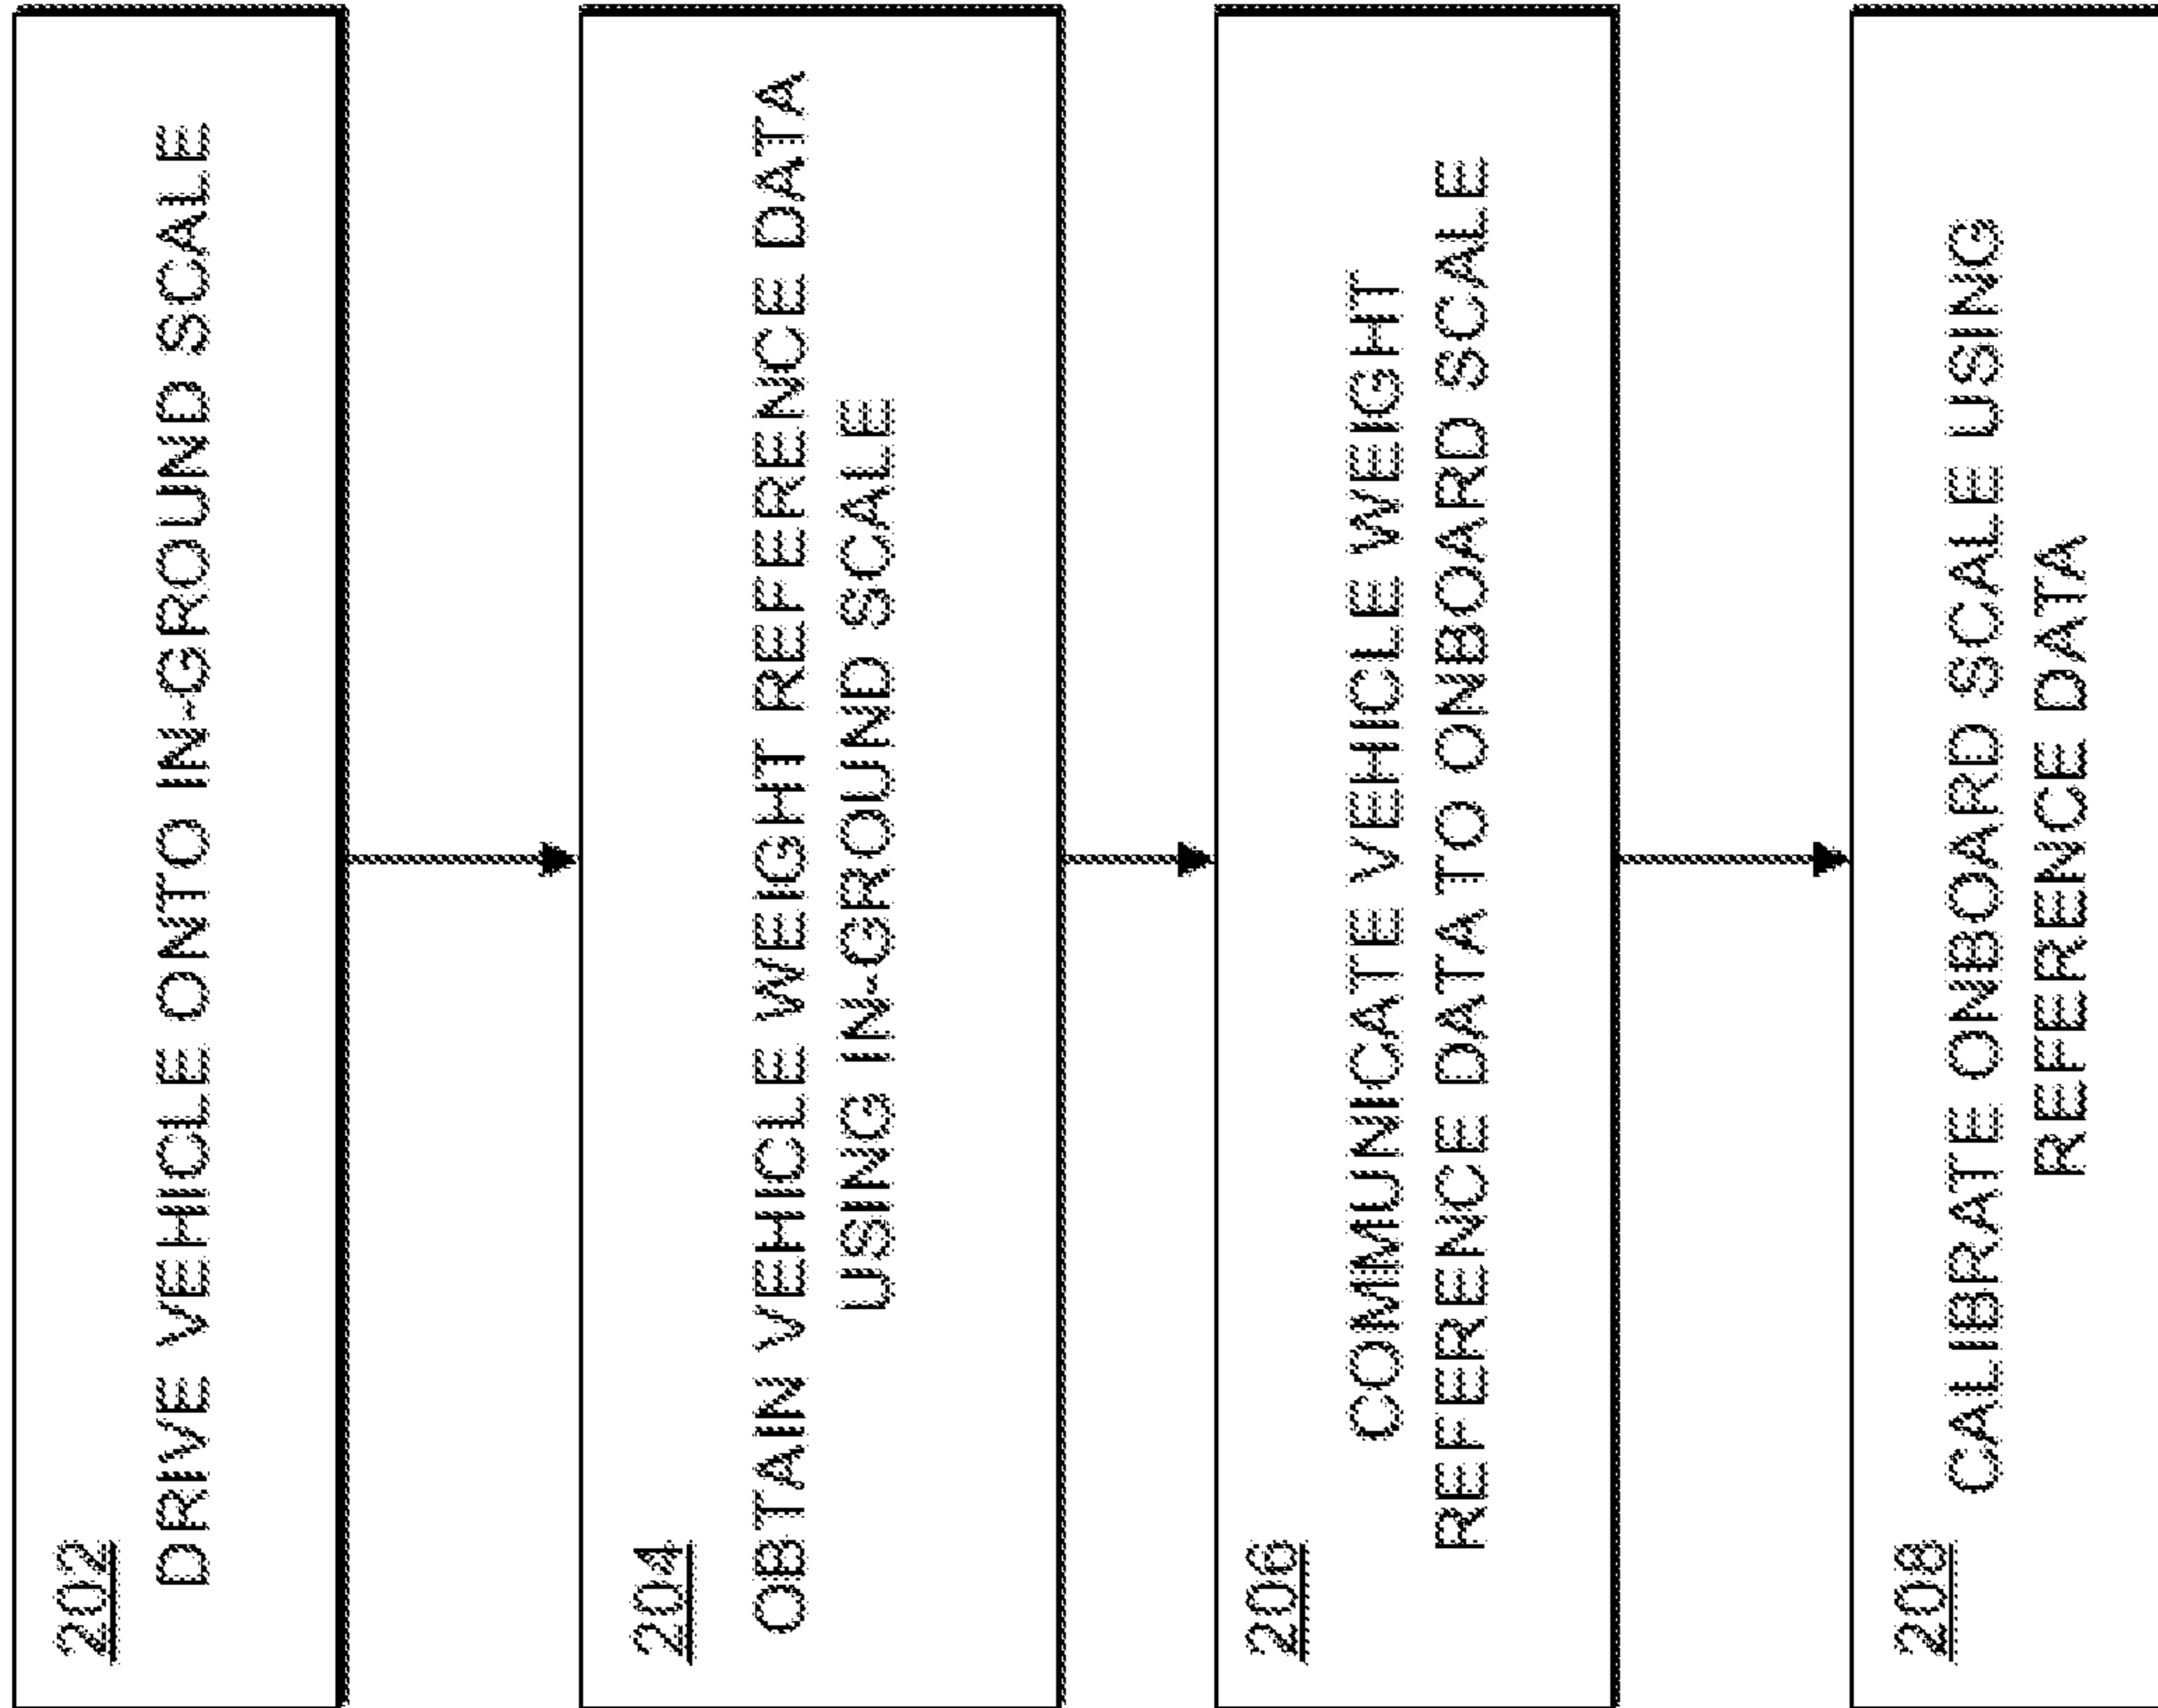 202
DRIVE VEHICLE ONTO IN-GROUND SCALE
204
OBTAIN VEHICLE WEIGHT REFERENCE DATA
USING IN-GROUND SCALE
206
COMMUNICATE VEHICLE WEIGHT
REFERENCE DATA TO ONBOARD SCALE
208
CALIBRATE ONBOARD SCALE USING
REFERENCE DATA